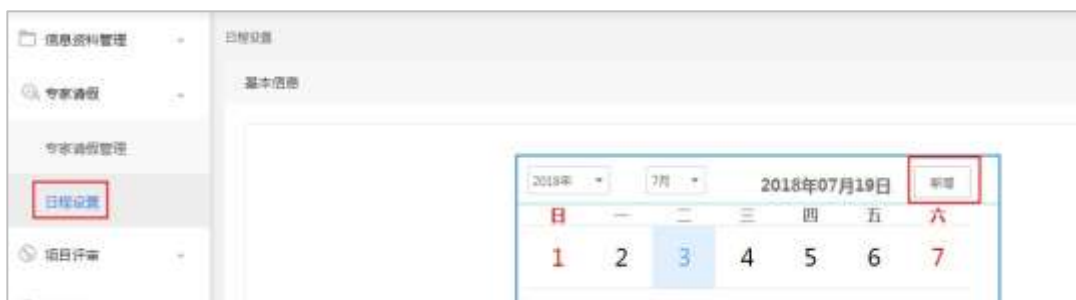 信息资料管理
专家请假
专家请假管理
日程设置
项目评审
日程设置
基本信息
2018年 7月 2018年07月19日 新增
日 一 二 三 四 五 六
1 2 3 4 5 6 7